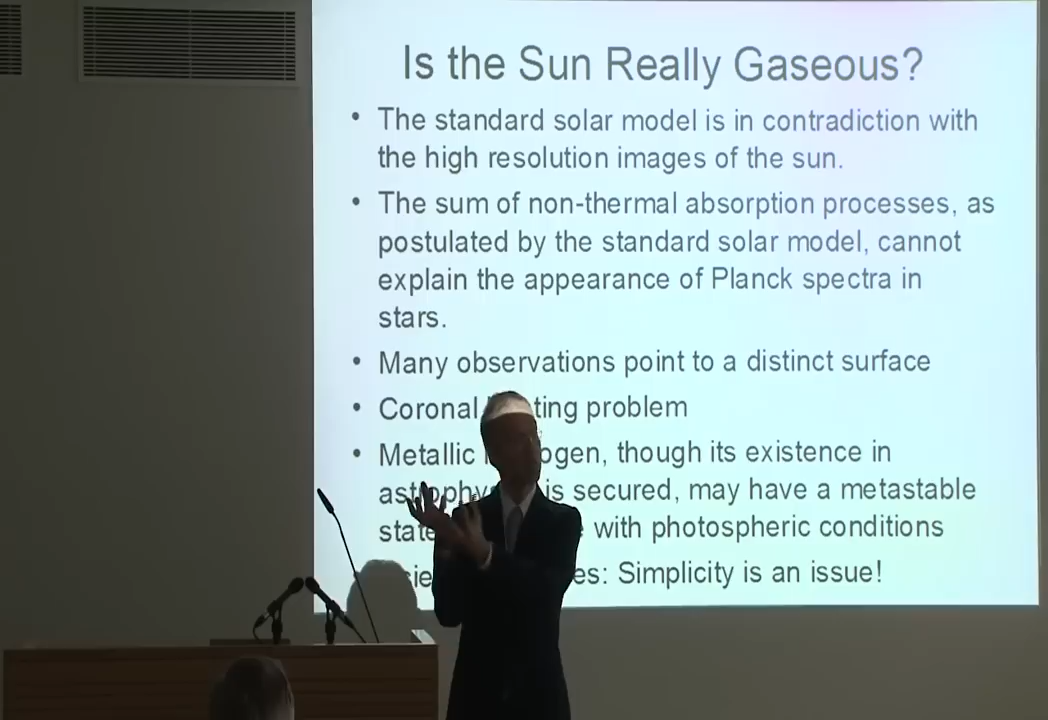 Is the Sun Really Gaseous?
• The standard solar model is in contradiction with
the high resolution images of the sun.
• The sum of non-thermal absorption processes, as
postulated by the standard solar model, cannot
explain the appearance of Planck spectra in
stars.
• Many observations point to a distinct surface
• Coronal ting problem
• Metallic ogen, though its existence in
is secured, may have a metastable
state with photospheric conditions
es: Simplicity is an issue!